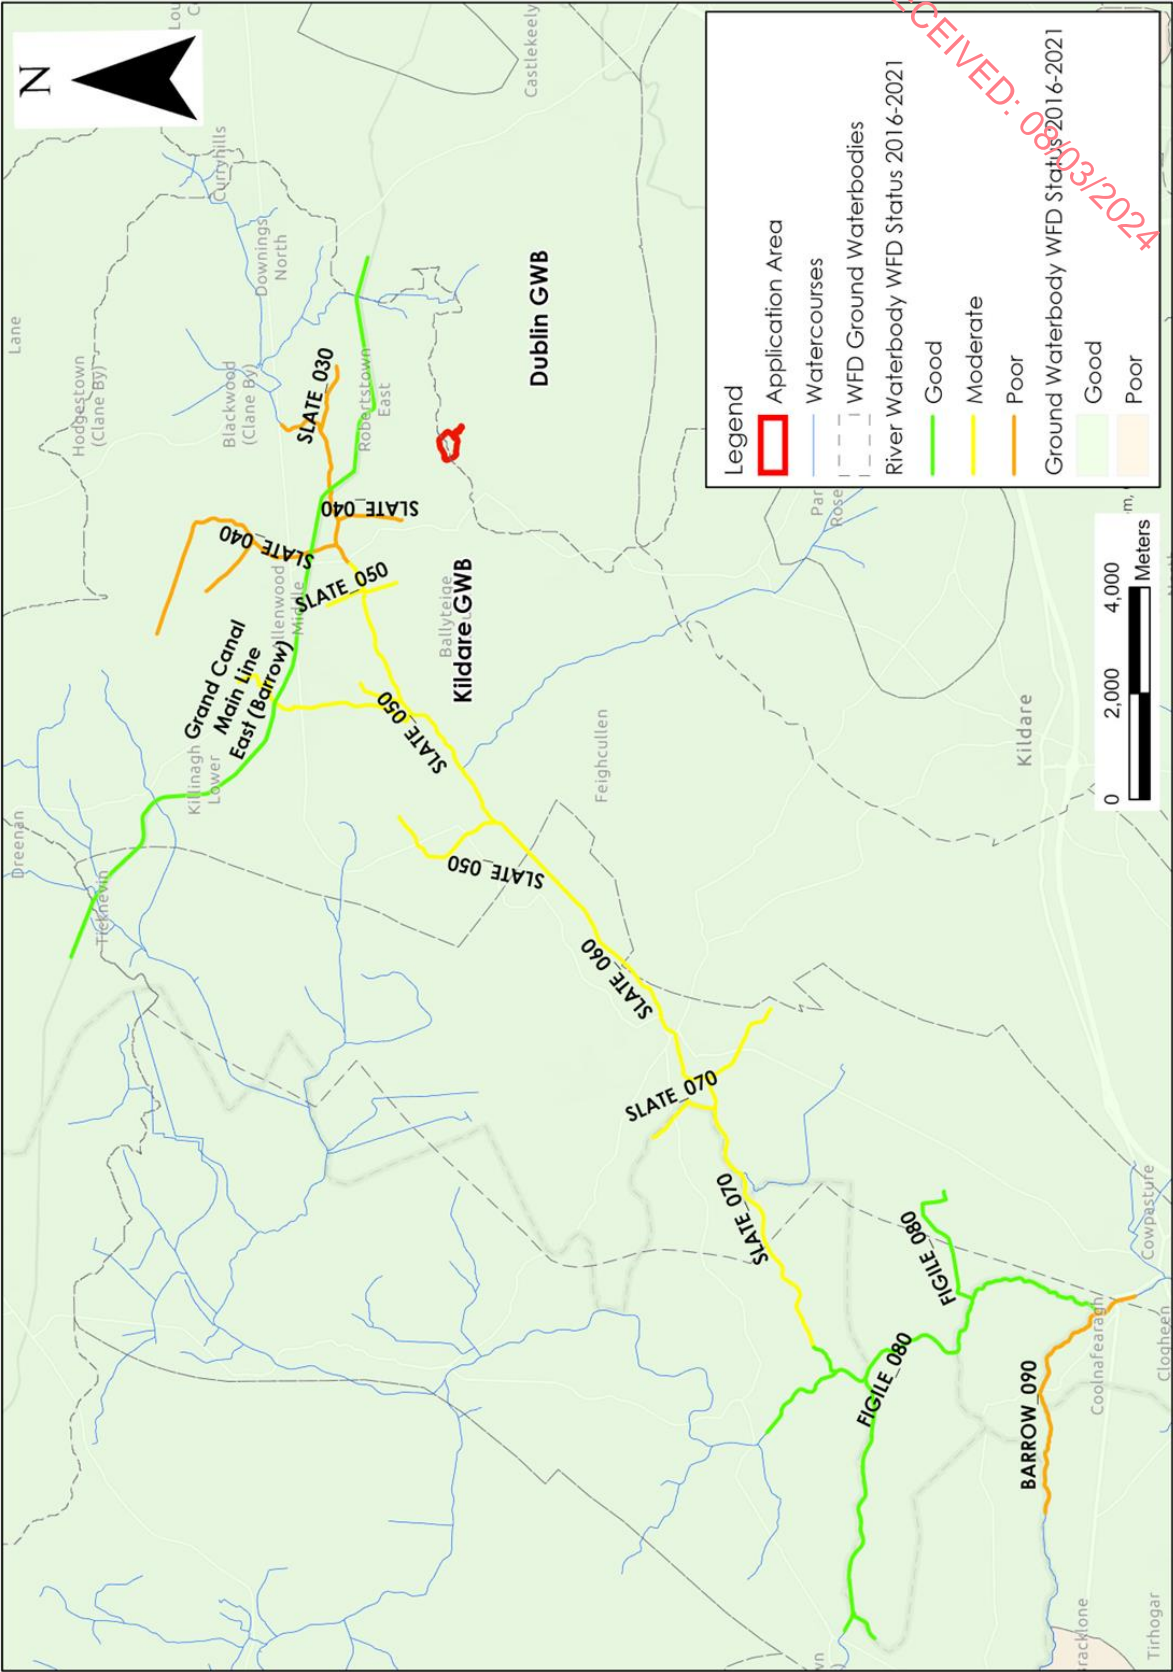 N
Lane
Castlekeely
Curryhills
Downings
North
Hodgestown
(Clane By)
Blackwood
(Clane By)
SLATE_030
Robertstown
East
Dublin GWB
SLATE_040
SLATE_040
SLATE_050
Allenwood
Middle
Ballyteige
Kildare GWB
Grand Canal
Main Line
East (Barrow)
Killinagh
Lower
SLATE_050
Dreenan
Ticknevin
SLATE_050
Feighcullen
SLATE_060
Kildare
SLATE_070
SLATE_070
FIGILE_080
FIGILE_080
BARROW_090
Cowpasture
Coolnafearagh
Clogheen
Tirhogar
0 2,000 4,000
Meters
Legend
Application Area
Watercourses
WFD Ground Waterbodies
River Waterbody WFD Status 2016-2021
Good
Moderate
Poor
Ground Waterbody WFD Status 2016-2021
Good
Poor
CEIVED: 08/03/2024